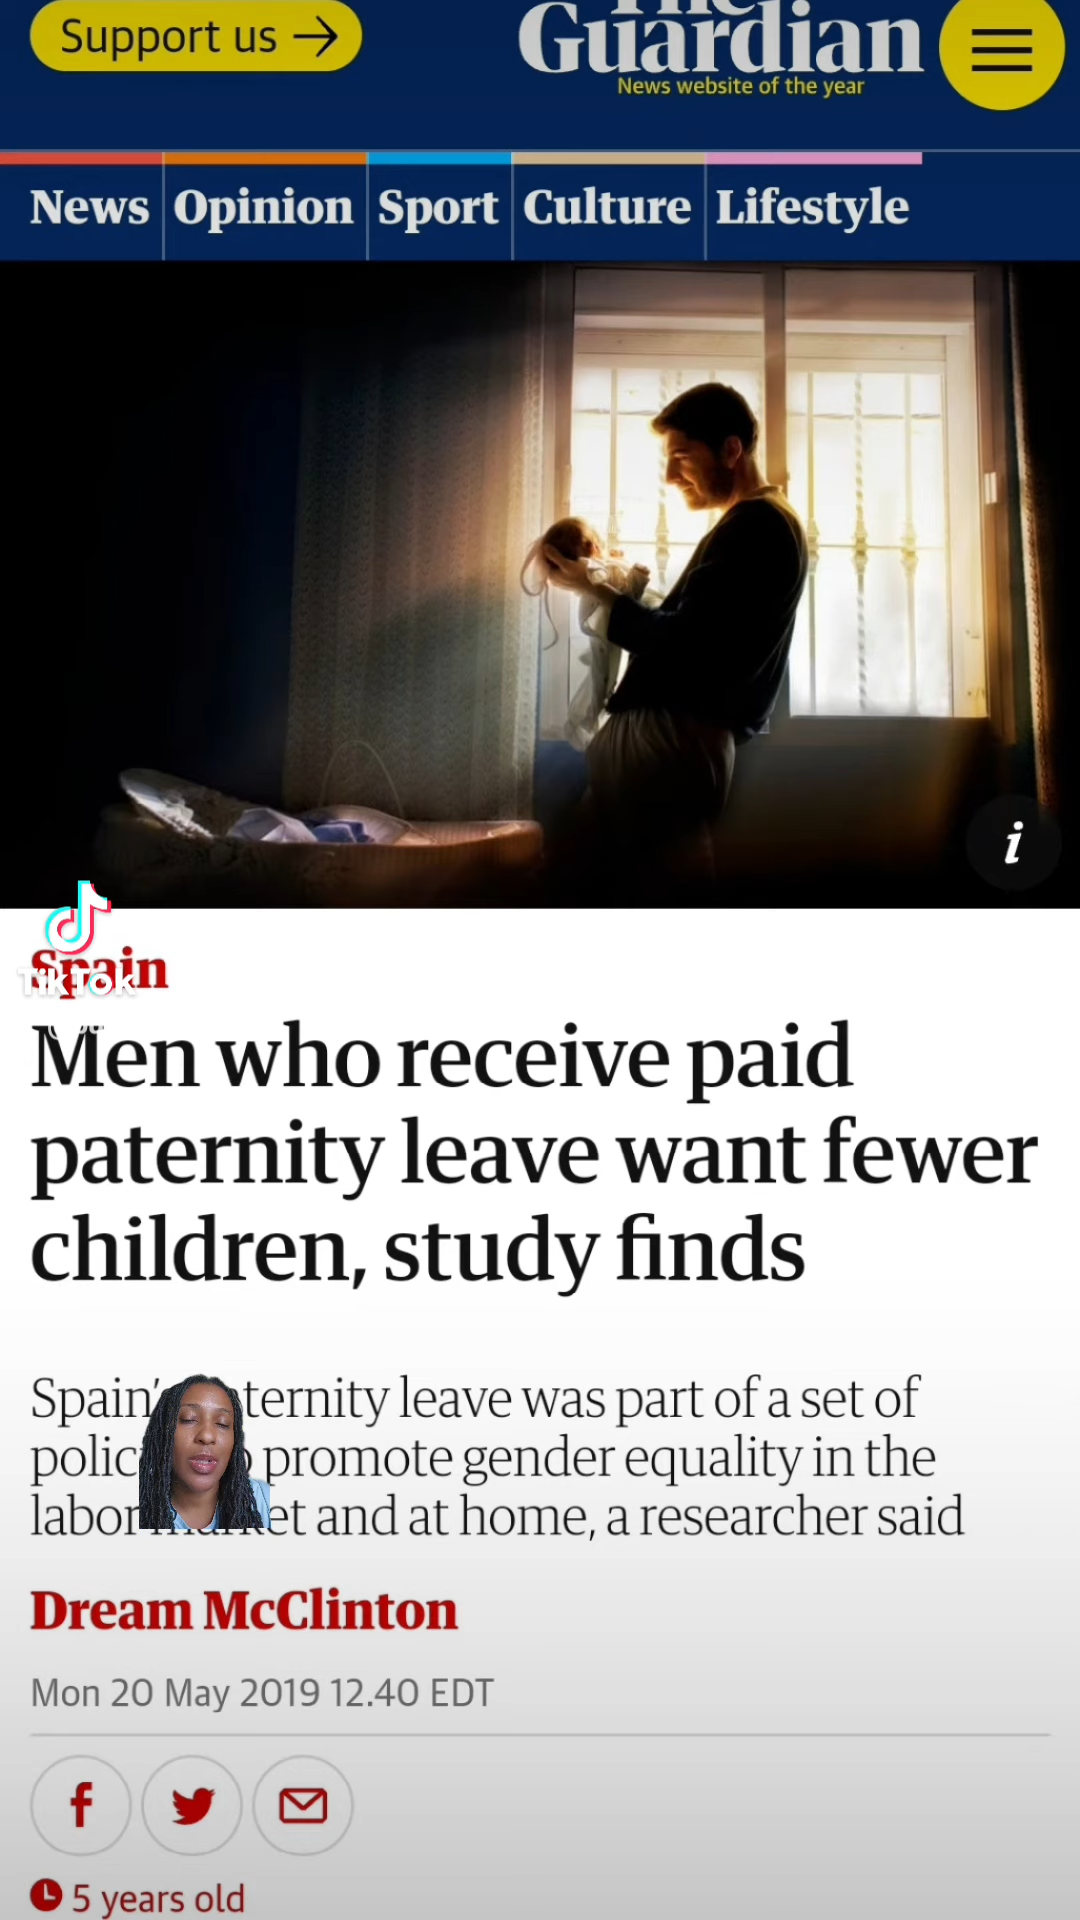 Support us →
The
Guardian
News website of the year
News Opinion Sport Culture Lifestyle
i
Spain
TikTok
Men who receive paid
paternity leave want fewer
children, study finds
Spain' ternity leave was part of a set of
polic promote gender equality in the
labor et and at home, a researcher said
Dream McClinton
Mon 20 May 2019 12.40 EDT
5 years old